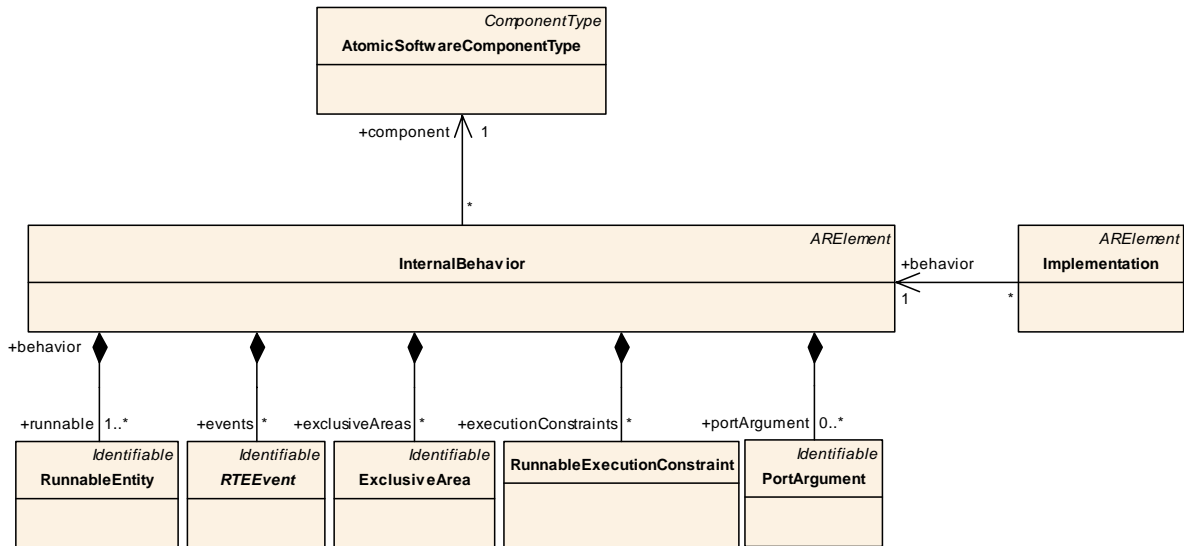 ComponentType
AtomicSoftwareComponentType
+component 1
*
ARElement
InternalBehavior
ARElement
Implementation
+behavior
1 *
+behavior
+runnable 1..* +events * +exclusiveAreas * +executionConstraints * +portArgument 0..*
Identifiable
RunnableEntity
Identifiable
RTEEvent
Identifiable
ExclusiveArea
RunnableExecutionConstraint
Identifiable
PortArgument